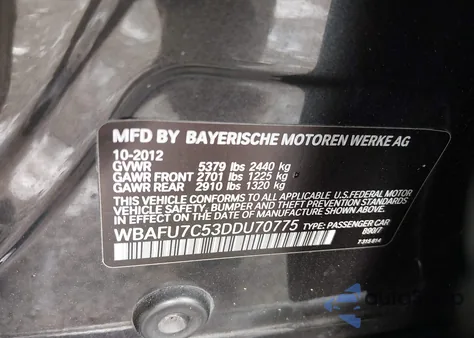 MFD BY BAYERISCHE MOTOREN WERKE AG
10-2012
GVWR 5379 lbs 2440 kg
GAWR FRONT 2701 lbs 1225 kg
GAWR REAR 2910 lbs 1320 kg
THIS VEHICLE CONFORMS TO ALL APPLICABLE U.S.FEDERAL MOTOR
VEHICLE SAFETY, BUMPER AND THEFT PREVENTION STANDARDS
IN EFFECT ON THE DATE OF MANUFACTURE SHOWN ABOVE.
WBAFU7C53DDU70775 TYPE: PASSENGER CAR
890/7